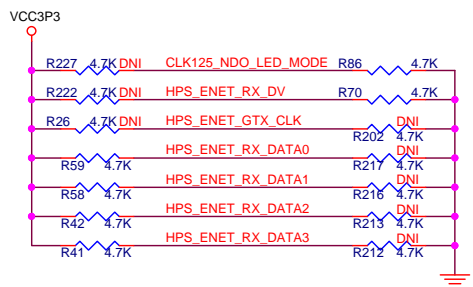 VCC3P3
R227 4.7K DNI CLK125_NDO_LED_MODE R86 4.7K
R222 4.7K DNI HPS_ENET_RX_DV R70 4.7K
R26 4.7K DNI HPS_ENET_GTX_CLK DNI
R202 4.7K
R59 4.7K HPS_ENET_RX_DATA0 R217 4.7K DNI
R58 4.7K HPS_ENET_RX_DATA1 R216 4.7K DNI
R42 4.7K HPS_ENET_RX_DATA2 R213 4.7K DNI
R41 4.7K HPS_ENET_RX_DATA3 R212 4.7K DNI